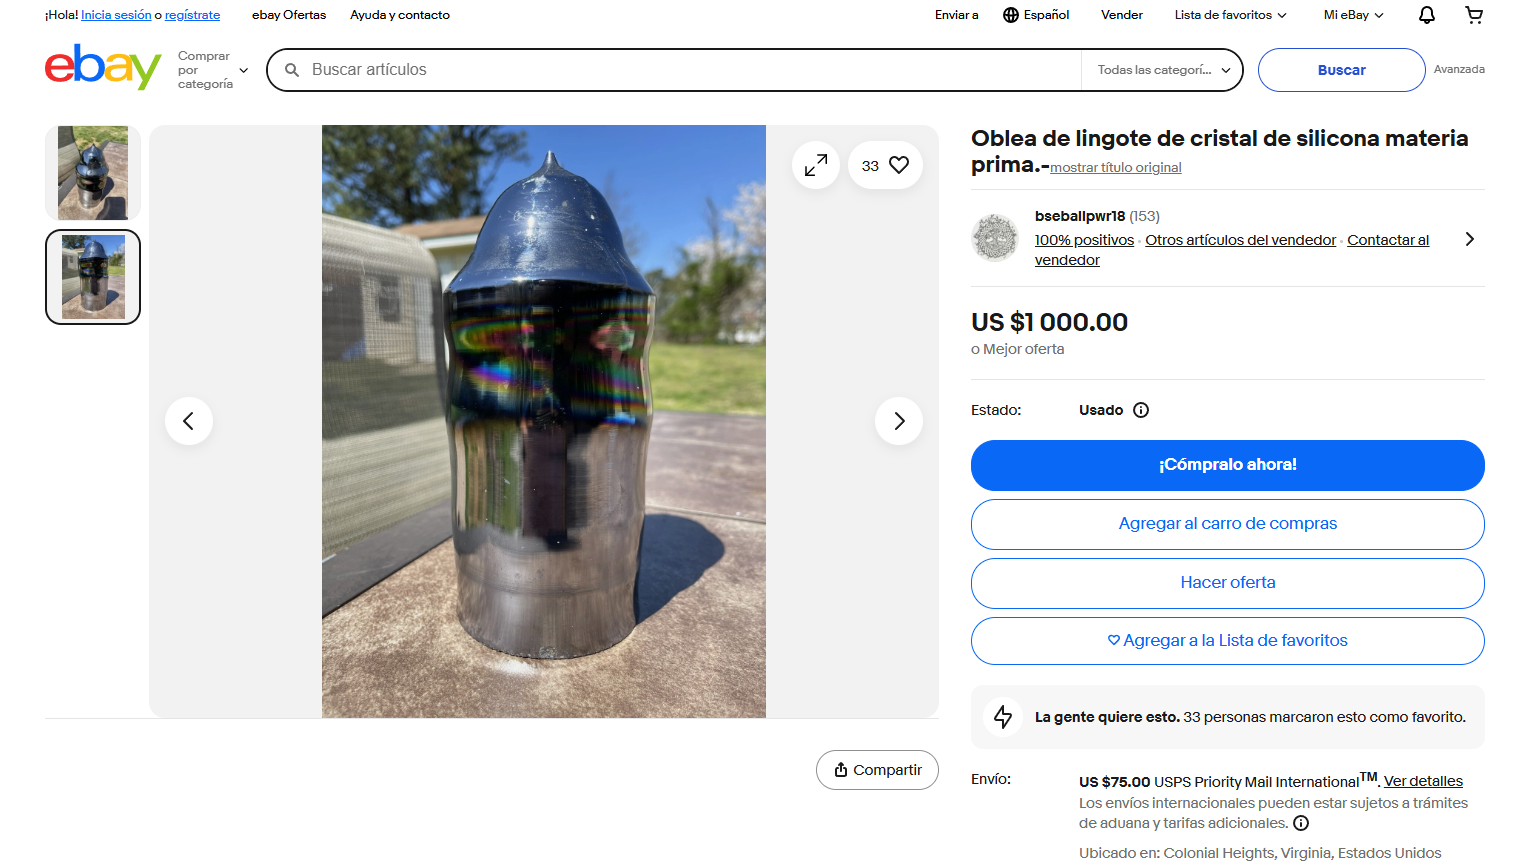 ¡Hola! Inicia sesión o regístrate
ebay Ofertas
Ayuda y contacto
Enviar a
Español
Vender
Lista de favoritos
Mi eBay
ebay
Comprar
por
categoría
Buscar artículos
Todas las categorí...
Buscar
Avanzada
33
Compartir
Oblea de lingote de cristal de silicona materia
prima.-mostrar título original
bseballpwr18 (153)
100% positivos · Otros artículos del vendedor · Contactar al
vendedor
US $1 000.00
o Mejor oferta
Estado:
Usado
¡Cómpralo ahora!
Agregar al carro de compras
Hacer oferta
Agregar a la Lista de favoritos
La gente quiere esto. 33 personas marcaron esto como favorito.
Envío:
US $75.00 USPS Priority Mail International™. Ver detalles
Los envíos internacionales pueden estar sujetos a trámites
de aduana y tarifas adicionales.
Ubicado en: Colonial Heights, Virginia, Estados Unidos